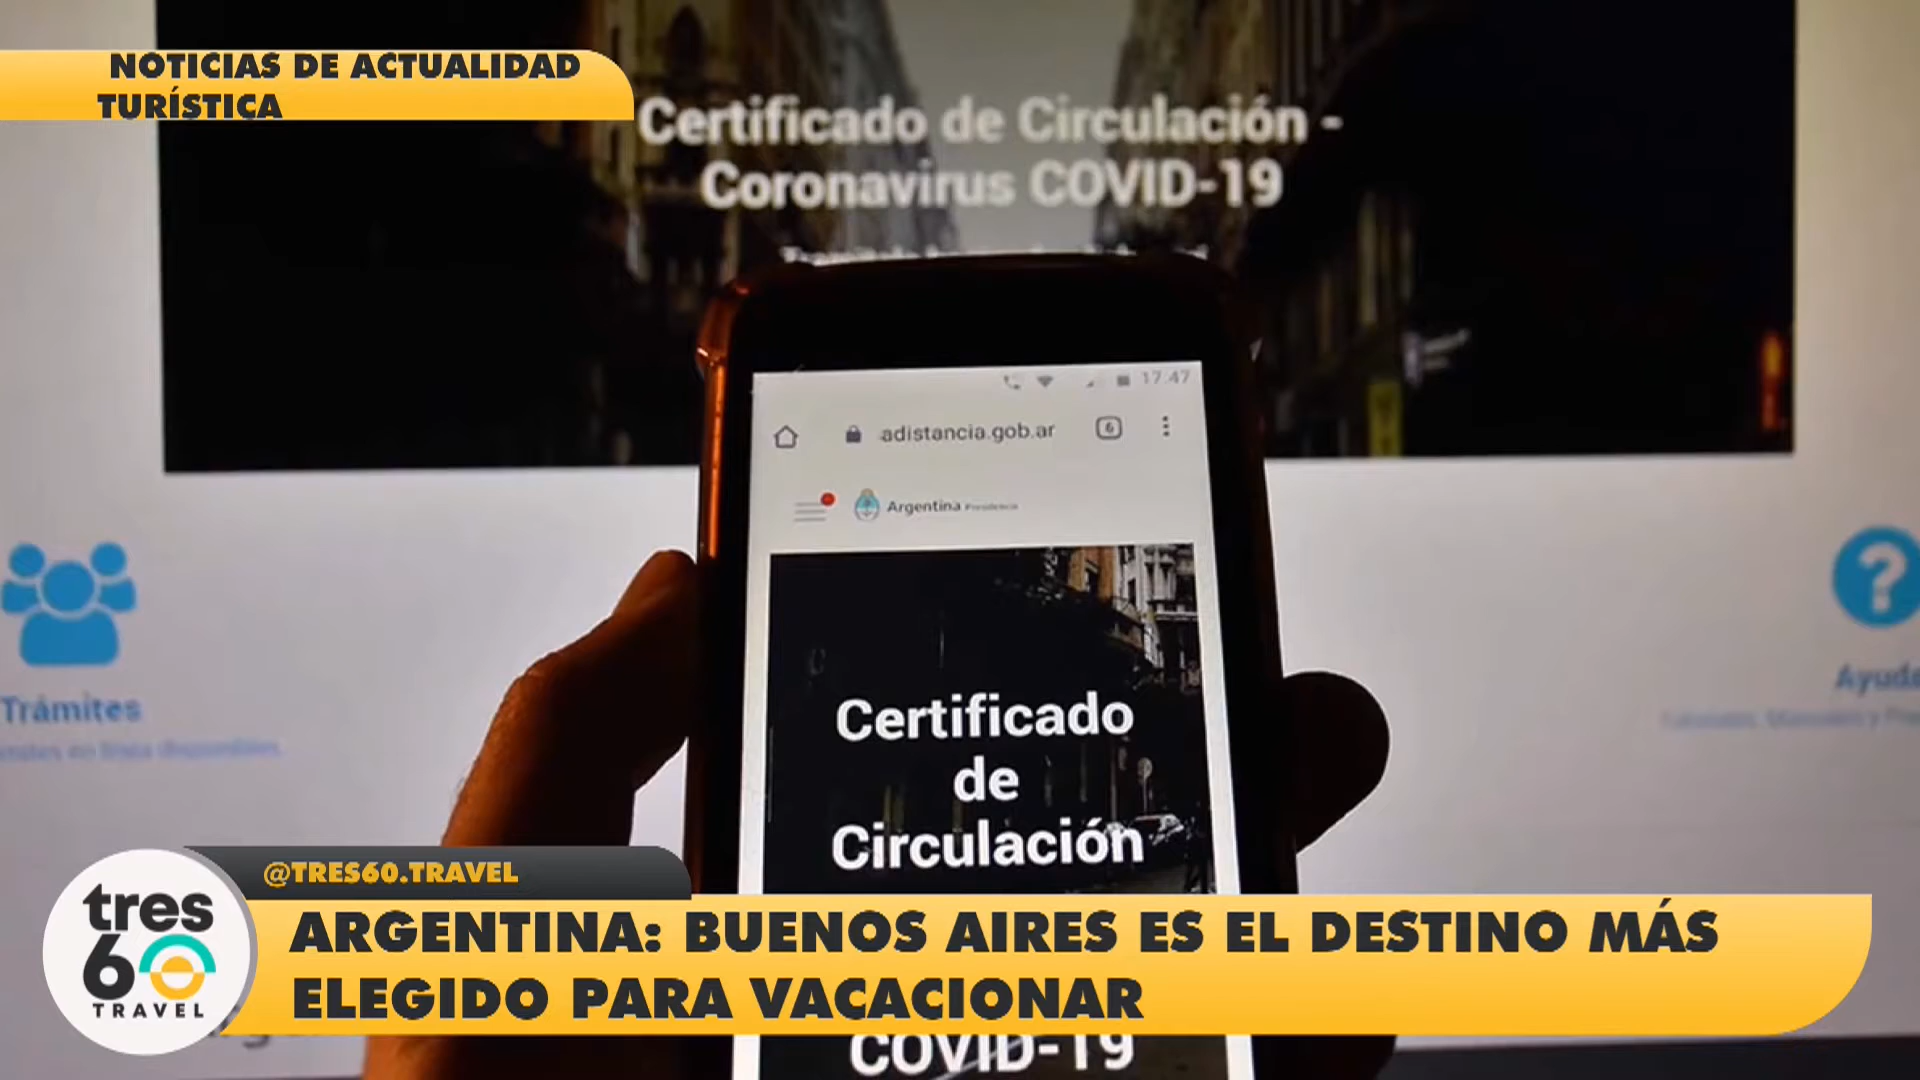 NOTICIAS DE ACTUALIDAD
TURÍSTICA
Certificado de Circulación -
Coronavirus COVID-19
17:47
adistancia.gob.ar
6
Argentina Presidencia
Certificado
de
Circulación
COVID-19
Trámites
Ayuda
@TRES60.TRAVEL
tres
60
TRAVEL
ARGENTINA: BUENOS AIRES ES EL DESTINO MÁS
ELEGIDO PARA VACACIONAR